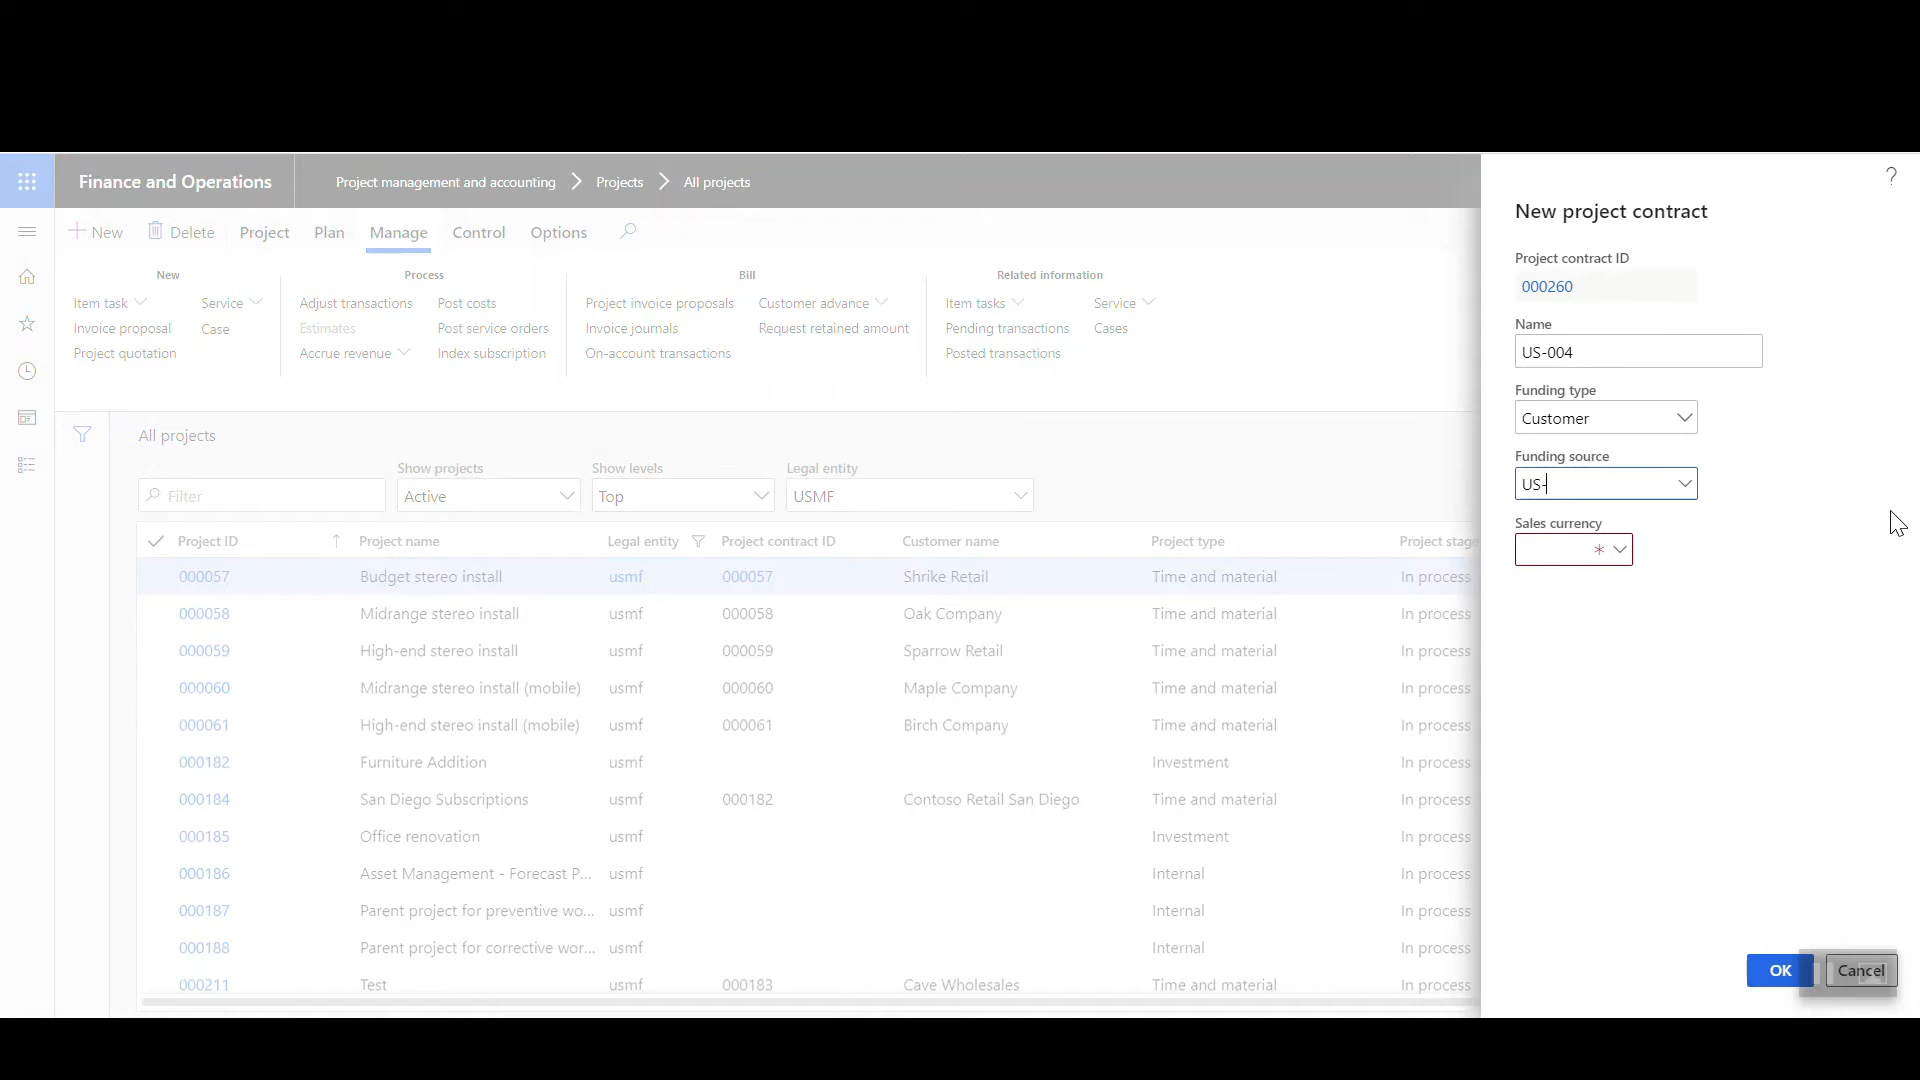 Finance and Operations
Project management and accounting > Projects > All projects
?
New Delete Project Plan Manage Control Options
New Process Bill Related information
Item task Service Adjust transactions Post costs Project invoice proposals Customer advance Item tasks Service
Invoice proposal Case Estimates Post service orders Invoice journals Request retained amount Pending transactions Cases
Project quotation Accrue revenue Index subscription On-account transactions Posted transactions
All projects
Show projects Show levels Legal entity
Filter Active Top USMF
Project ID Project name Legal entity Project contract ID Customer name Project type Project stage
000057 Budget stereo install usmf 000057 Shrike Retail Time and material In process
000058 Midrange stereo install usmf 000058 Oak Company Time and material In process
000059 High-end stereo install usmf 000059 Sparrow Retail Time and material In process
000060 Midrange stereo install (mobile) usmf 000060 Maple Company Time and material In process
000061 High-end stereo install (mobile) usmf 000061 Birch Company Time and material In process
000182 Furniture Addition usmf Investment In process
000184 San Diego Subscriptions usmf 000182 Contoso Retail San Diego Time and material In process
000185 Office renovation usmf Investment In process
000186 Asset Management - Forecast P... usmf Internal In process
000187 Parent project for preventive wo... usmf Internal In process
000188 Parent project for corrective wor... usmf Internal In process
000211 Test usmf 000183 Cave Wholesales Time and material In process
New project contract
Project contract ID
000260
Name
US-004
Funding type
Customer
Funding source
US-
Sales currency
*
OK Cancel